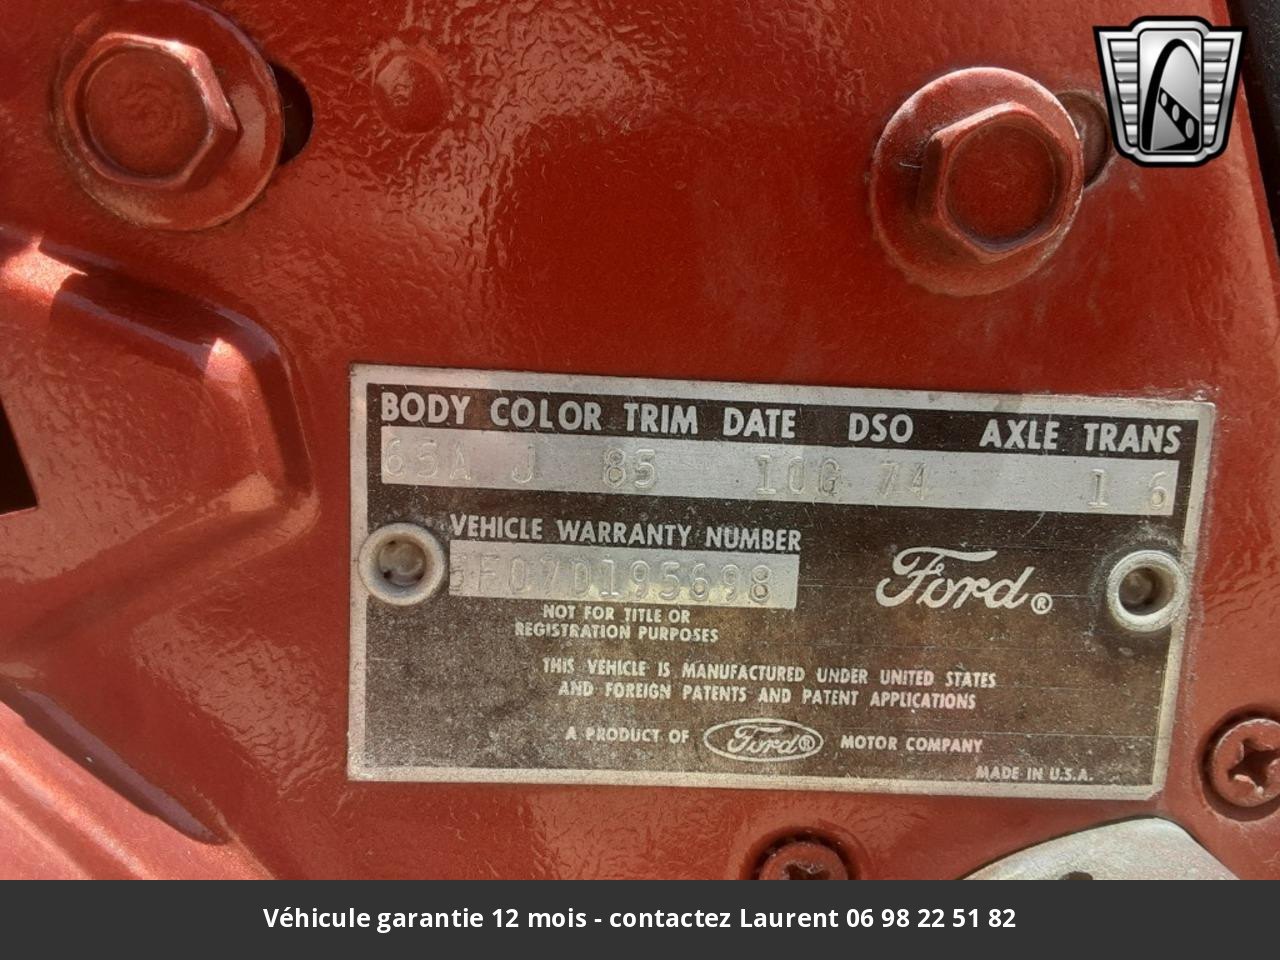 BODY COLOR TRIM DATE DSO AXLE TRANS
65A J 85 10G 74 1 6
VEHICLE WARRANTY NUMBER
5F07D195698
NOT FOR TITLE OR
REGISTRATION PURPOSES
Ford®
THIS VEHICLE IS MANUFACTURED UNDER UNITED STATES
AND FOREIGN PATENTS AND PATENT APPLICATIONS
A PRODUCT OF Ford® MOTOR COMPANY
MADE IN U.S.A.
Véhicule garantie 12 mois - contactez Laurent 06 98 22 51 82